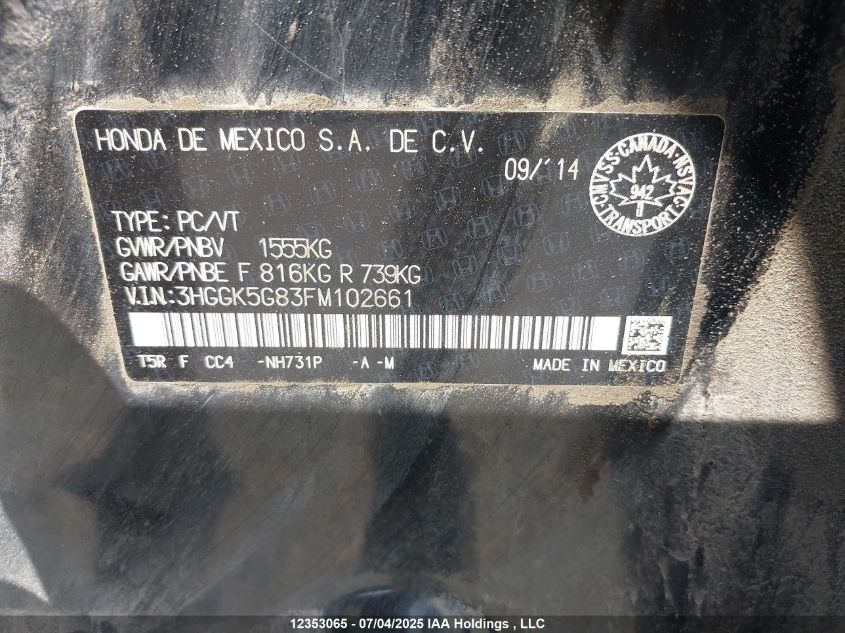 HONDA DE MEXICO S.A. DE C.V.
09/'14
CMVSS·CANADA·NSVAC
942
TRANSPORT
TYPE: PC/VT
GVWR/PNBV 1555KG
GAWR/PNBE F 816KG R 739KG
V.I.N: 3HGGK5G83FM102661
T5R F CC4 -NH731P -A -M
MADE IN MEXICO
12353065 - 07/04/2025 IAA Holdings , LLC